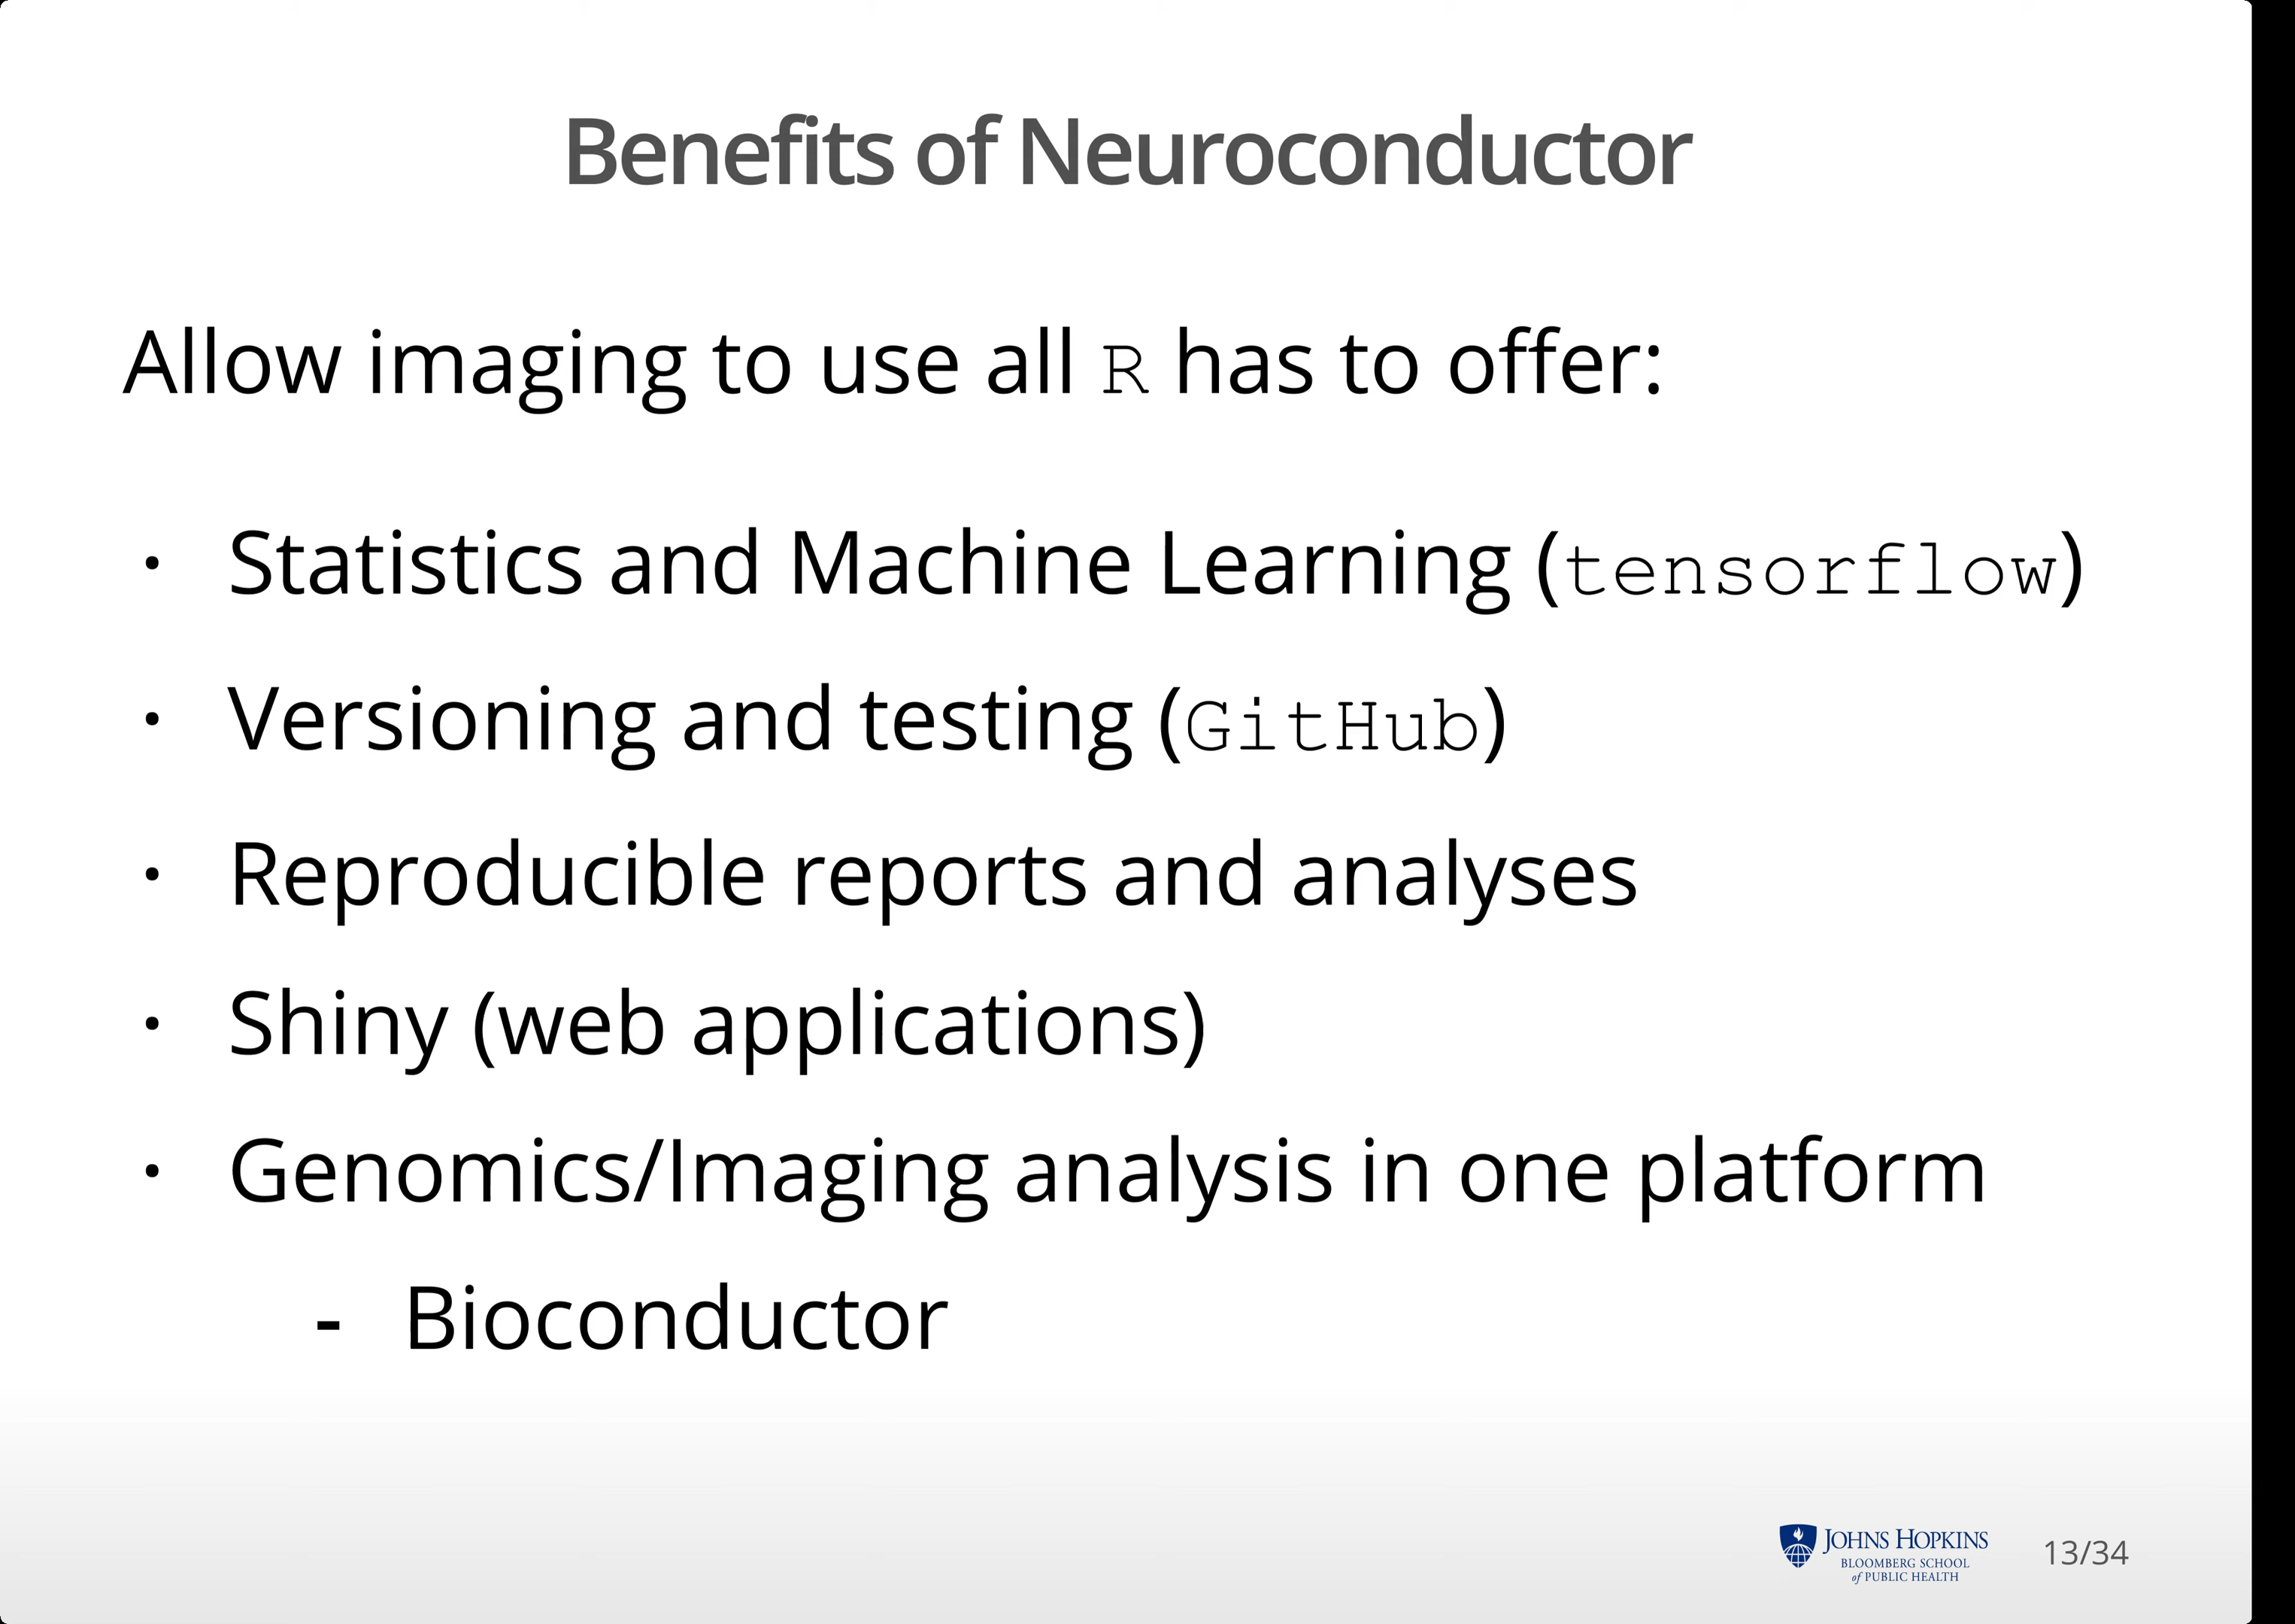 Benefits of Neuroconductor
Allow imaging to use all R has to offer:
· Statistics and Machine Learning (tensorflow)
· Versioning and testing (GitHub)
· Reproducible reports and analyses
· Shiny (web applications)
· Genomics/Imaging analysis in one platform
- Bioconductor
JOHNS HOPKINS
BLOOMBERG SCHOOL
of PUBLIC HEALTH
13/34